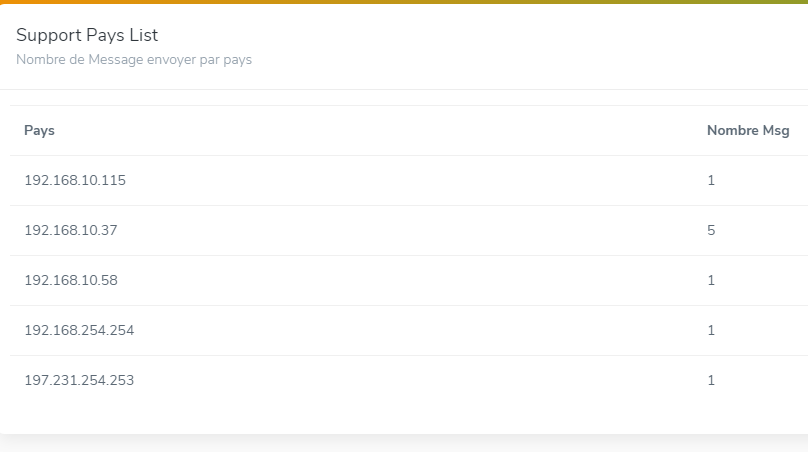 Support Pays List
Nombre de Message envoyer par pays
Pays Nombre Msg
192.168.10.115 1
192.168.10.37 5
192.168.10.58 1
192.168.254.254 1
197.231.254.253 1